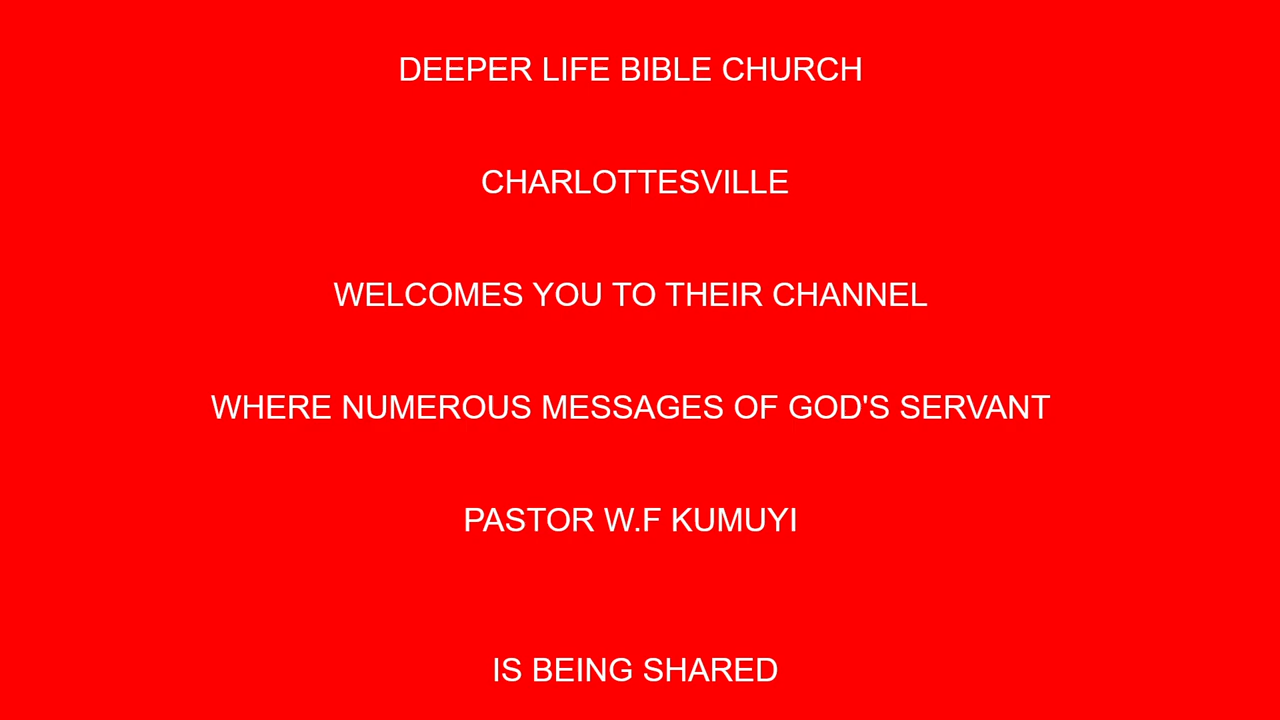 DEEPER LIFE BIBLE CHURCH
CHARLOTTESVILLE
WELCOMES YOU TO THEIR CHANNEL
WHERE NUMEROUS MESSAGES OF GOD'S SERVANT
PASTOR W.F KUMUYI
IS BEING SHARED